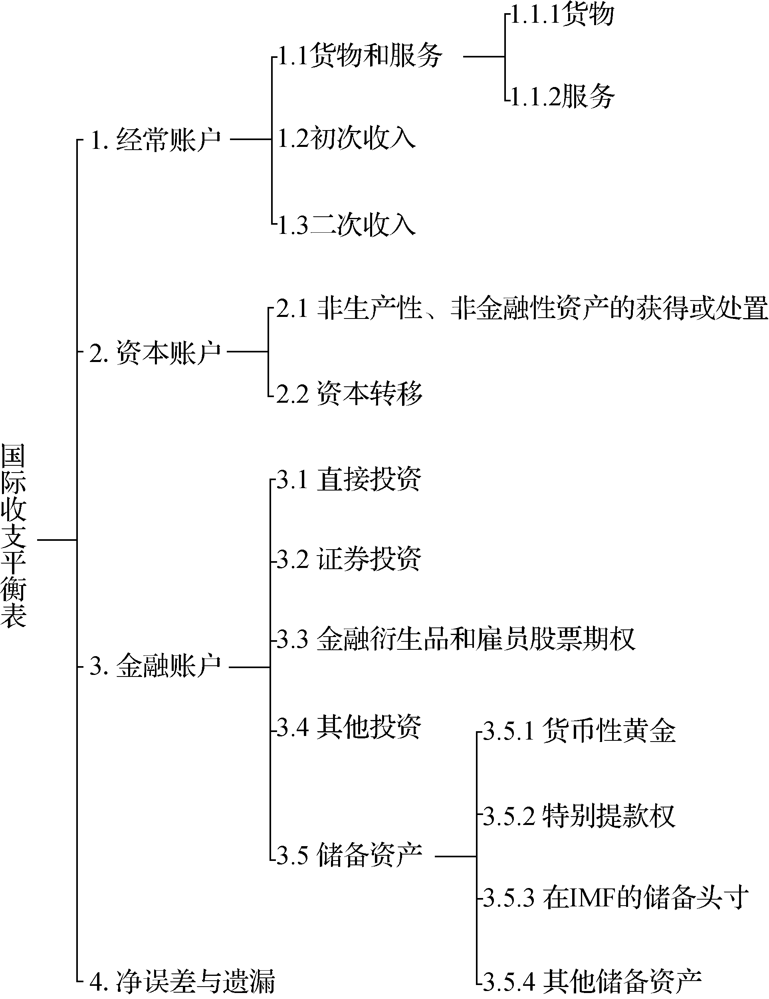 国际收支平衡表
1. 经常账户
1.1货物和服务
1.1.1货物
1.1.2服务
1.2初次收入
1.3二次收入
2. 资本账户
2.1 非生产性、非金融性资产的获得或处置
2.2 资本转移
3. 金融账户
3.1 直接投资
3.2 证券投资
3.3 金融衍生品和雇员股票期权
3.4 其他投资
3.5 储备资产
3.5.1 货币性黄金
3.5.2 特别提款权
3.5.3 在IMF的储备头寸
3.5.4 其他储备资产
4. 净误差与遗漏